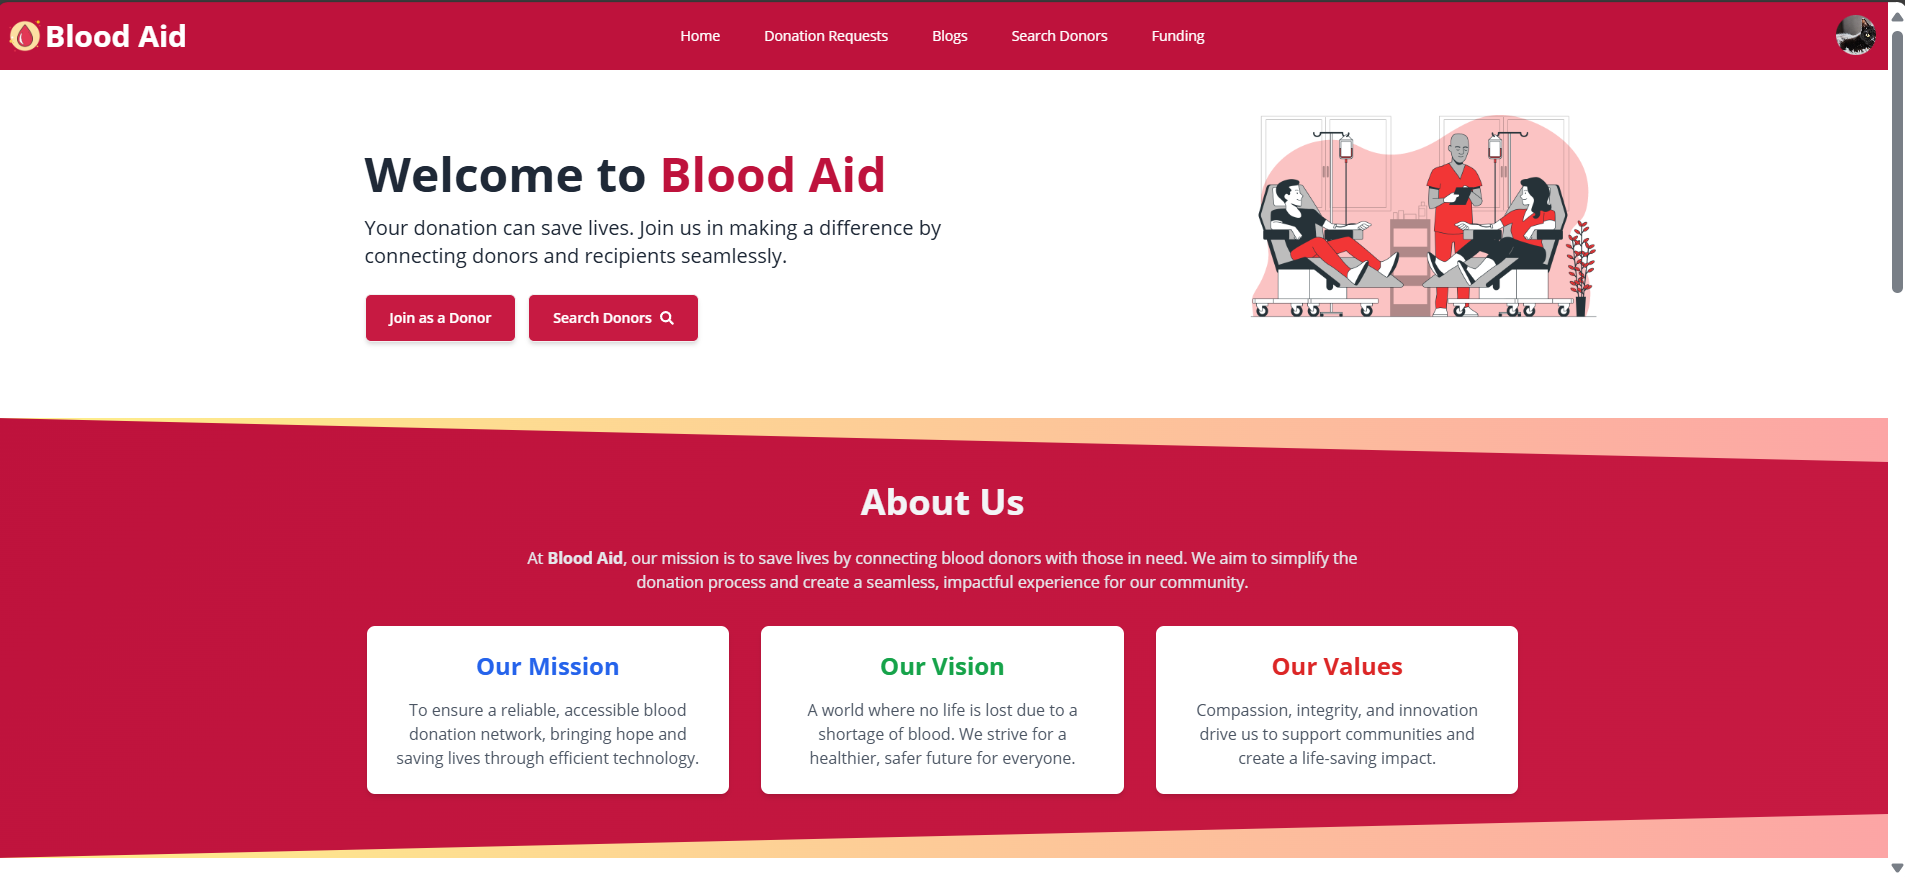 Blood Aid
Home
Donation Requests
Blogs
Search Donors
Funding
Welcome to Blood Aid
Your donation can save lives. Join us in making a difference by
connecting donors and recipients seamlessly.
Join as a Donor
Search Donors
About Us
At Blood Aid, our mission is to save lives by connecting blood donors with those in need. We aim to simplify the
donation process and create a seamless, impactful experience for our community.
Our Mission
To ensure a reliable, accessible blood
donation network, bringing hope and
saving lives through efficient technology.
Our Vision
A world where no life is lost due to a
shortage of blood. We strive for a
healthier, safer future for everyone.
Our Values
Compassion, integrity, and innovation
drive us to support communities and
create a life-saving impact.